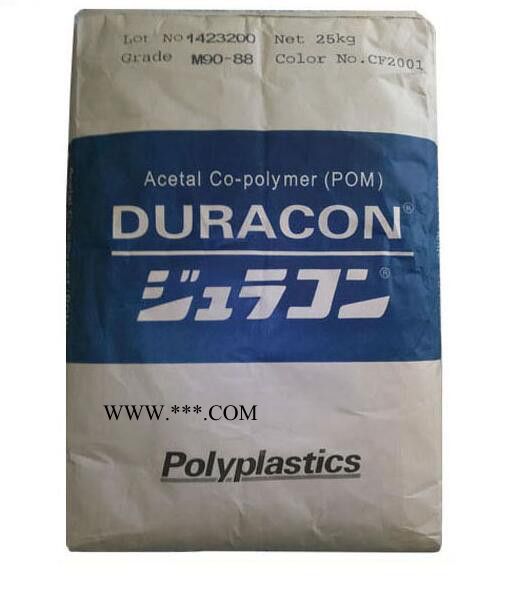 Lot No 1423200 Net 25kg
Grade M90-88 Color No.CF2001
Acetal Co-polymer (POM)
DURACON®
ジュラコン®
WWW.***.COM
Polyplastics